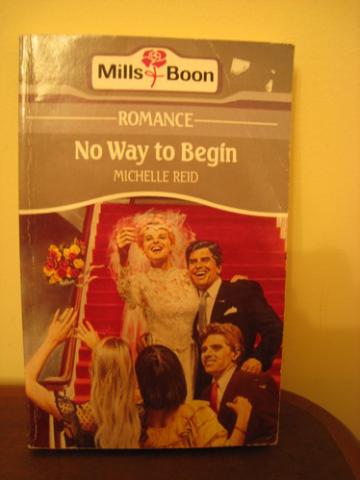 Mills & Boon
ROMANCE
No Way to Begin
MICHELLE REID